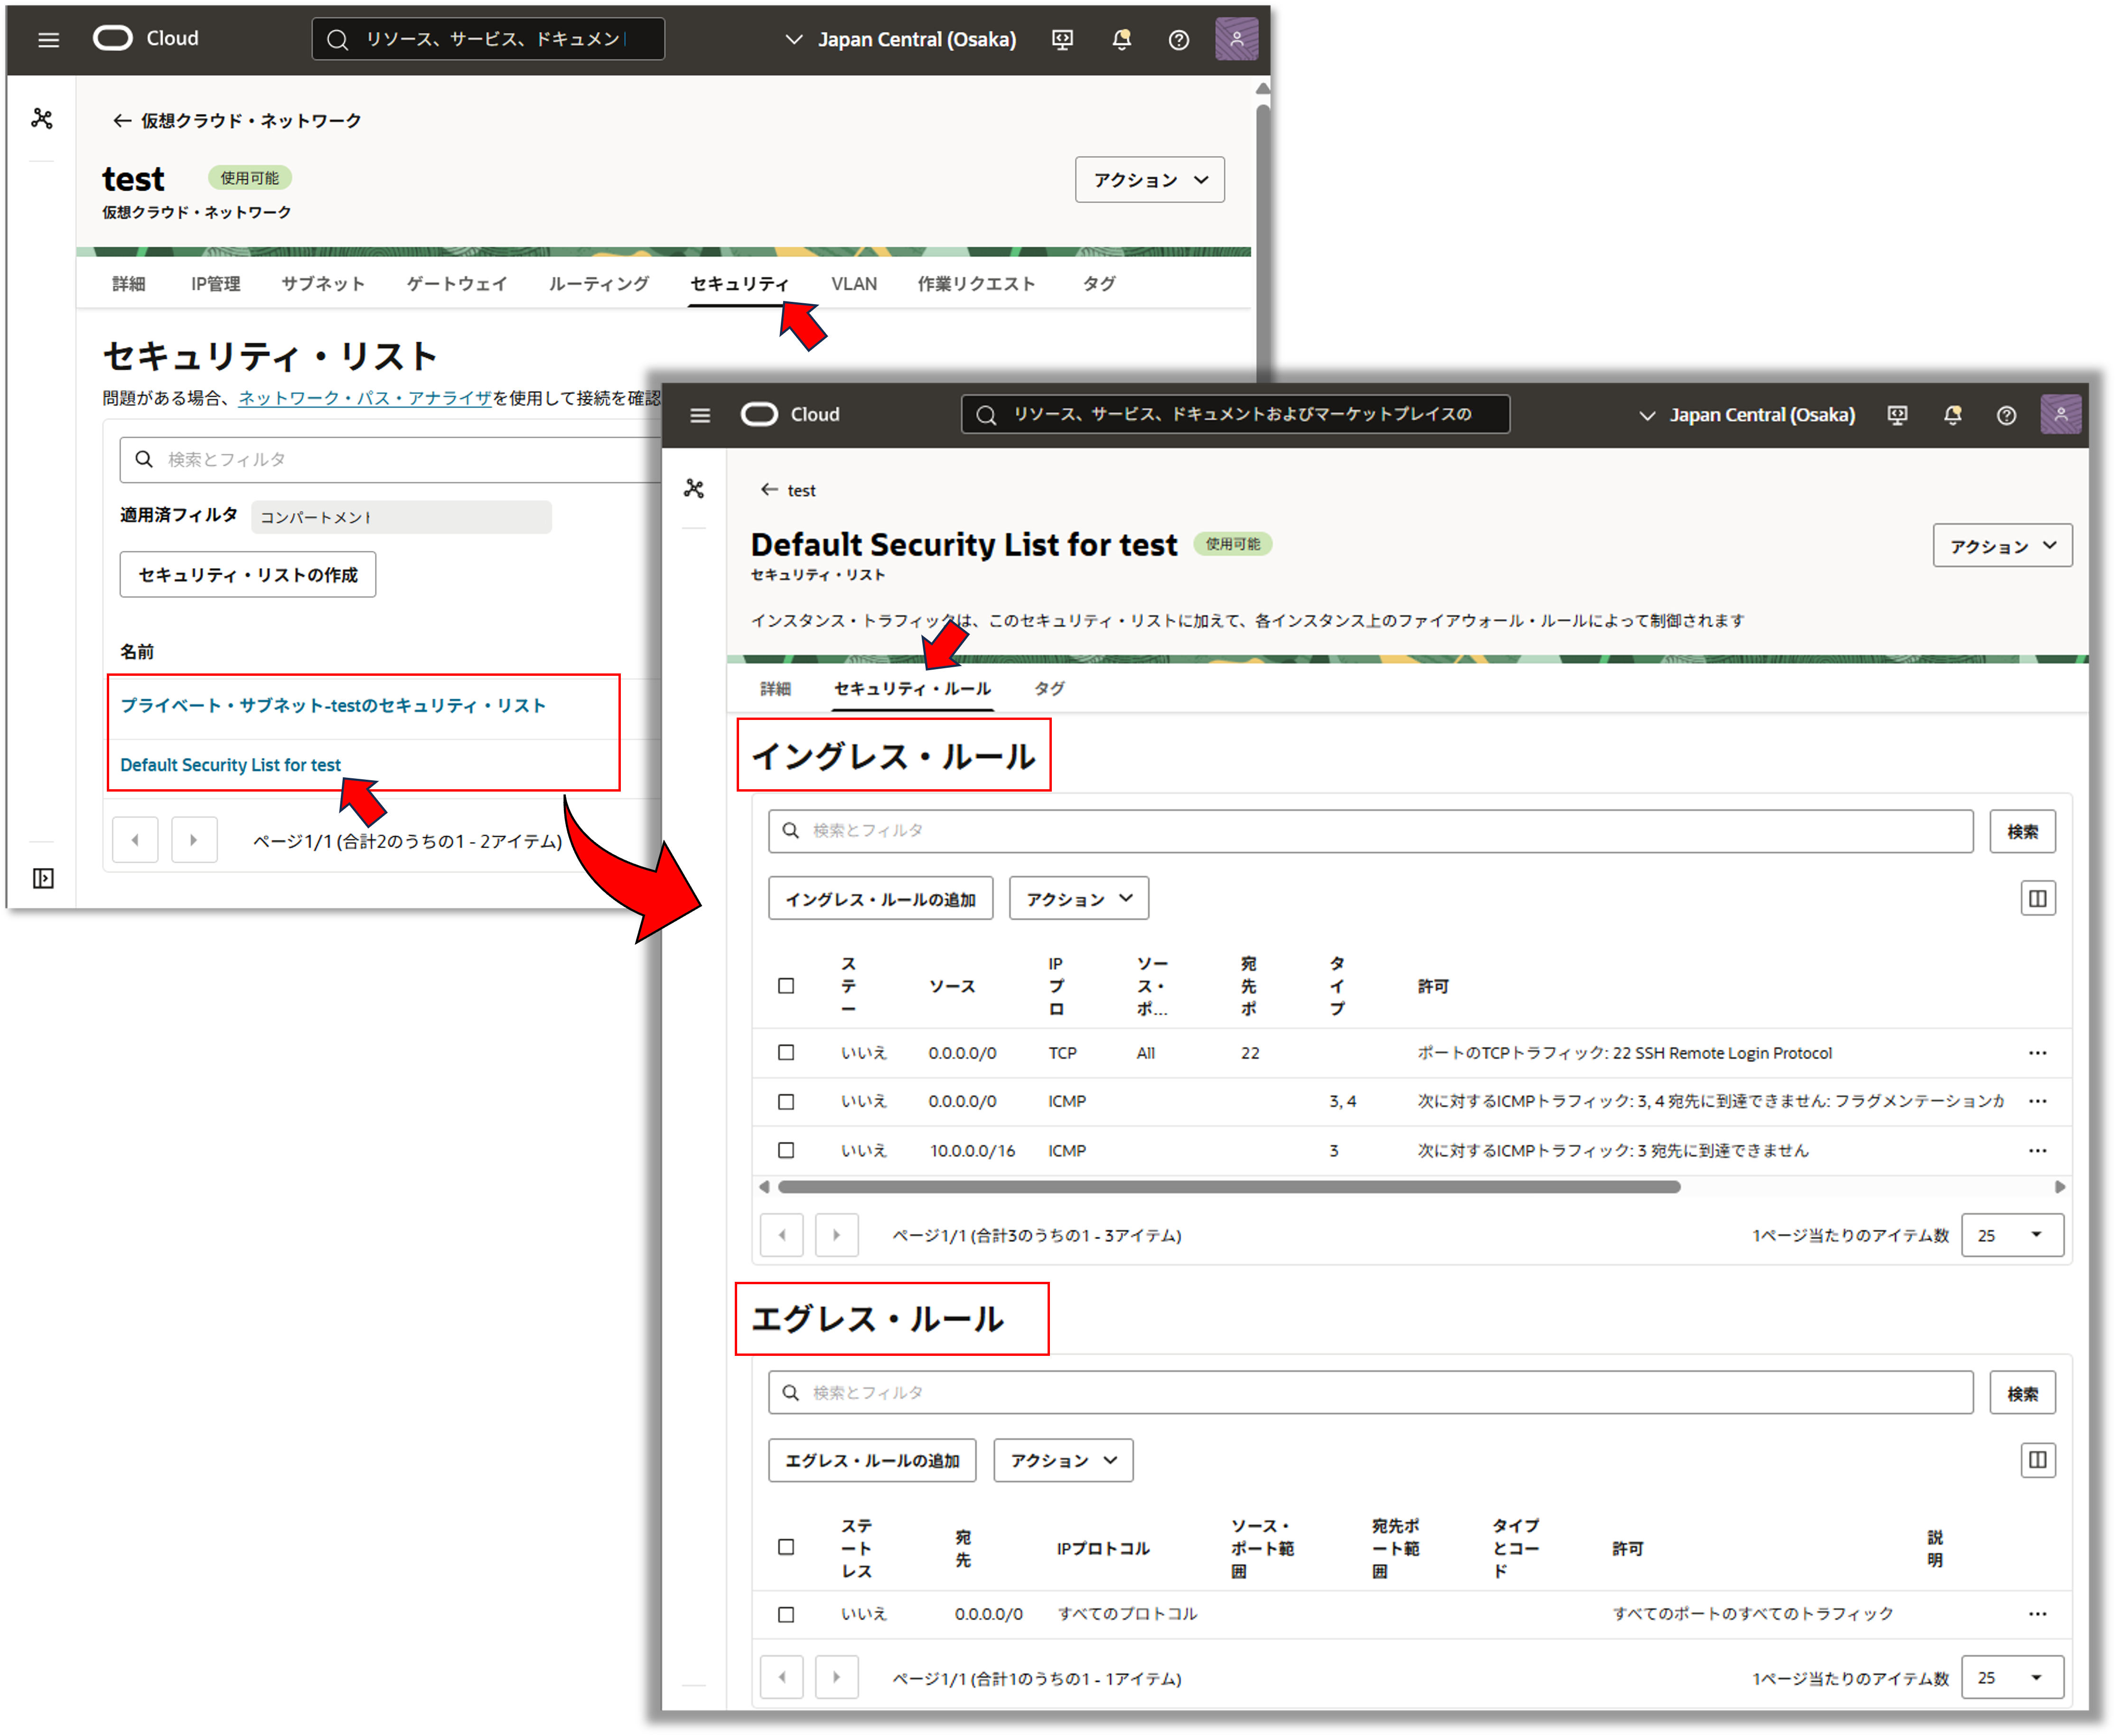 Cloud
リソース、サービス、ドキュメン
Japan Central (Osaka)
← 仮想クラウド・ネットワーク
test
使用可能
仮想クラウド・ネットワーク
アクション
詳細 IP管理 サブネット ゲートウェイ ルーティング セキュリティ VLAN 作業リクエスト タグ
セキュリティ・リスト
問題がある場合、ネットワーク・パス・アナライザを使用して接続を確認
検索とフィルタ
適用済フィルタ コンパートメント
セキュリティ・リストの作成
名前
プライベート・サブネット-testのセキュリティ・リスト
Default Security List for test
ページ1/1 (合計2のうちの1 - 2アイテム)
Cloud
リソース、サービス、ドキュメントおよびマーケットプレイスの
Japan Central (Osaka)
← test
Default Security List for test
使用可能
セキュリティ・リスト
アクション
インスタンス・トラフィックは、このセキュリティ・リストに加えて、各インスタンス上のファイアウォール・ルールによって制御されます
詳細 セキュリティ・ルール タグ
イングレス・ルール
検索とフィルタ
検索
イングレス・ルールの追加 アクション
ステー ソース IPプロ ソース・ポ... 宛先ポ タイプ 許可
いいえ 0.0.0.0/0 TCP All 22 ポートのTCPトラフィック: 22 SSH Remote Login Protocol
いいえ 0.0.0.0/0 ICMP 3, 4 次に対するICMPトラフィック: 3, 4 宛先に到達できません: フラグメンテーションが
いいえ 10.0.0.0/16 ICMP 3 次に対するICMPトラフィック: 3 宛先に到達できません
ページ1/1 (合計3のうちの1 - 3アイテム)
1ページ当たりのアイテム数 25
エグレス・ルール
検索とフィルタ
検索
エグレス・ルールの追加 アクション
ステートレス 宛先 IPプロトコル ソース・ポート範囲 宛先ポート範囲 タイプとコード 許可 説明
いいえ 0.0.0.0/0 すべてのプロトコル すべてのポートのすべてのトラフィック
ページ1/1 (合計1のうちの1 - 1アイテム)
1ページ当たりのアイテム数 25